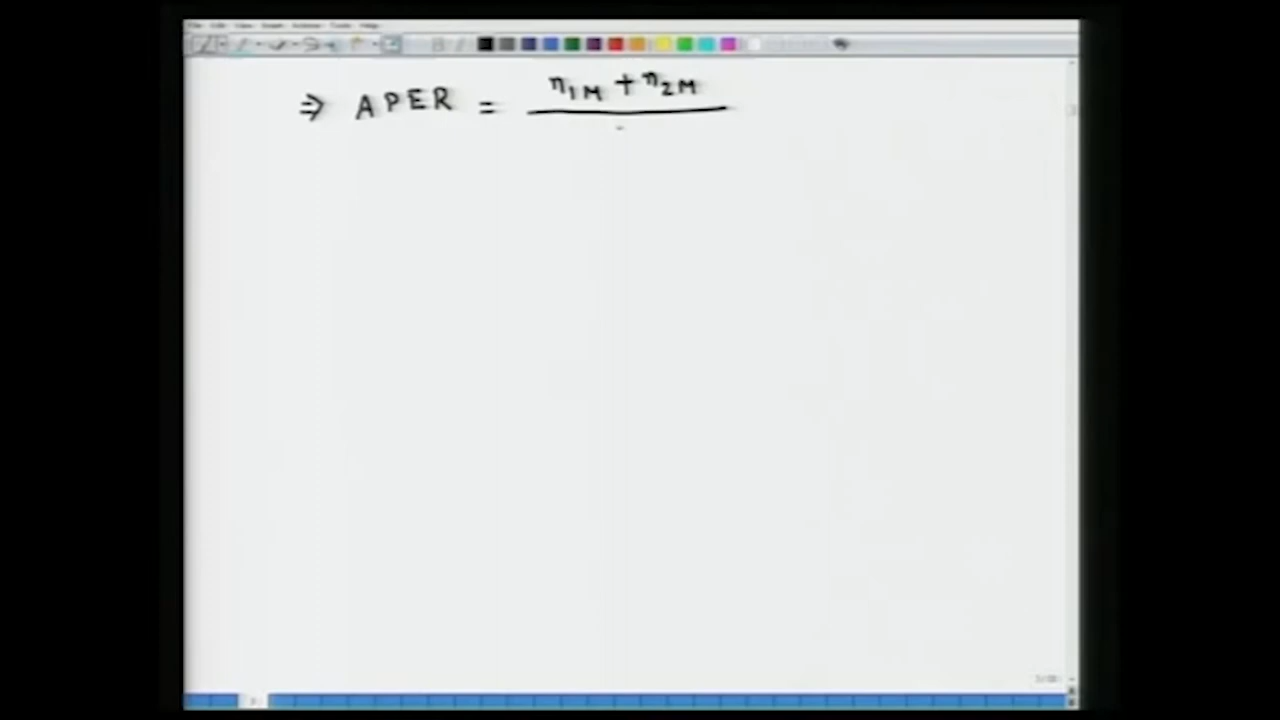 ⇒ APER = (n₁M + n₂M) /